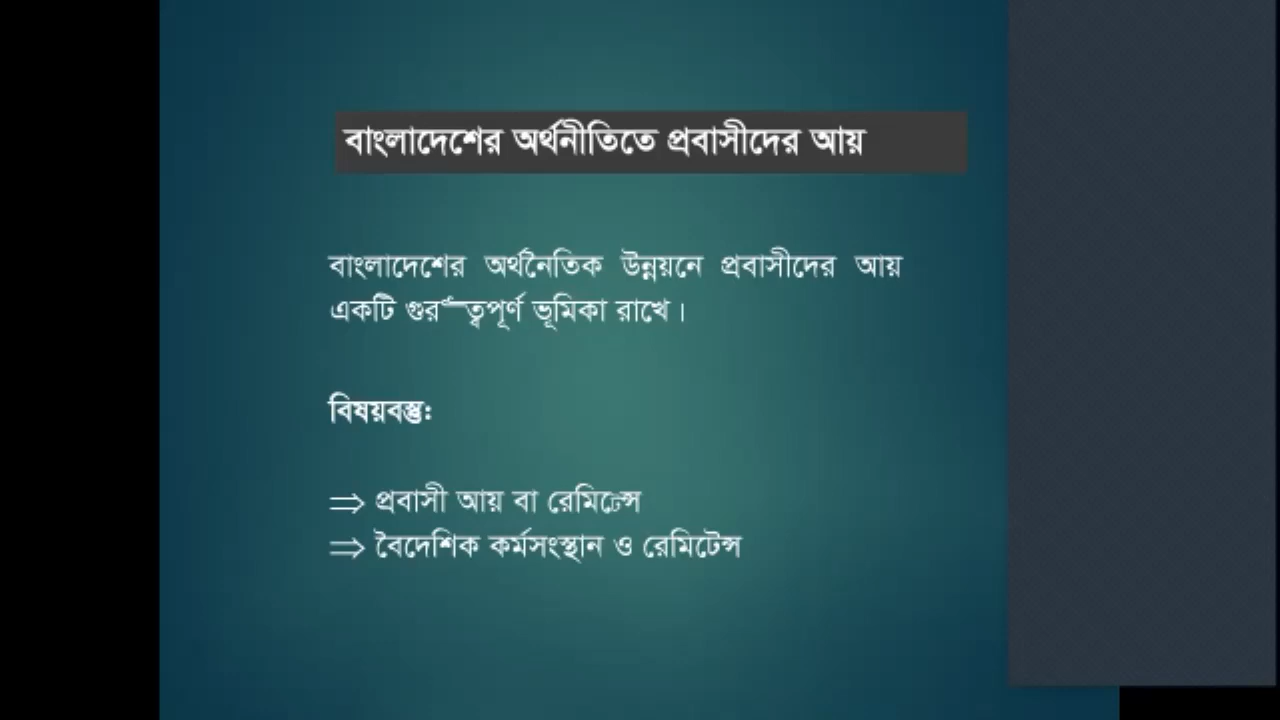 বাংলাদেশের অর্থনীতিতে প্রবাসীদের আয়
বাংলাদেশের অর্থনৈতিক উন্নয়নে প্রবাসীদের আয়
একটি গুরুত্বপূর্ণ ভূমিকা রাখে।
বিষয়বস্তু:
⇒ প্রবাসী আয় বা রেমিটেন্স
⇒ বৈদেশিক কর্মসংস্থান ও রেমিটেন্স